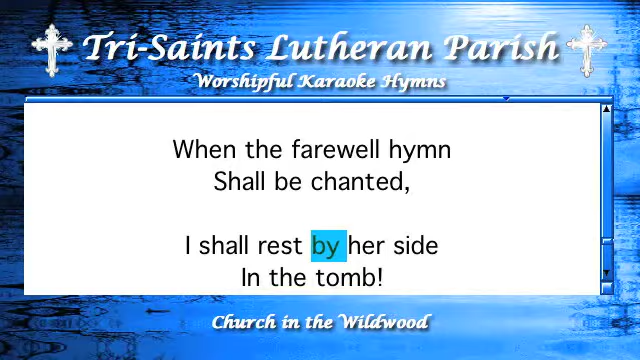 Tri-Saints Lutheran Parish
Worshipful Karaoke Hymns
When the farewell hymn
Shall be chanted,
I shall rest by her side
In the tomb!
Church in the Wildwood